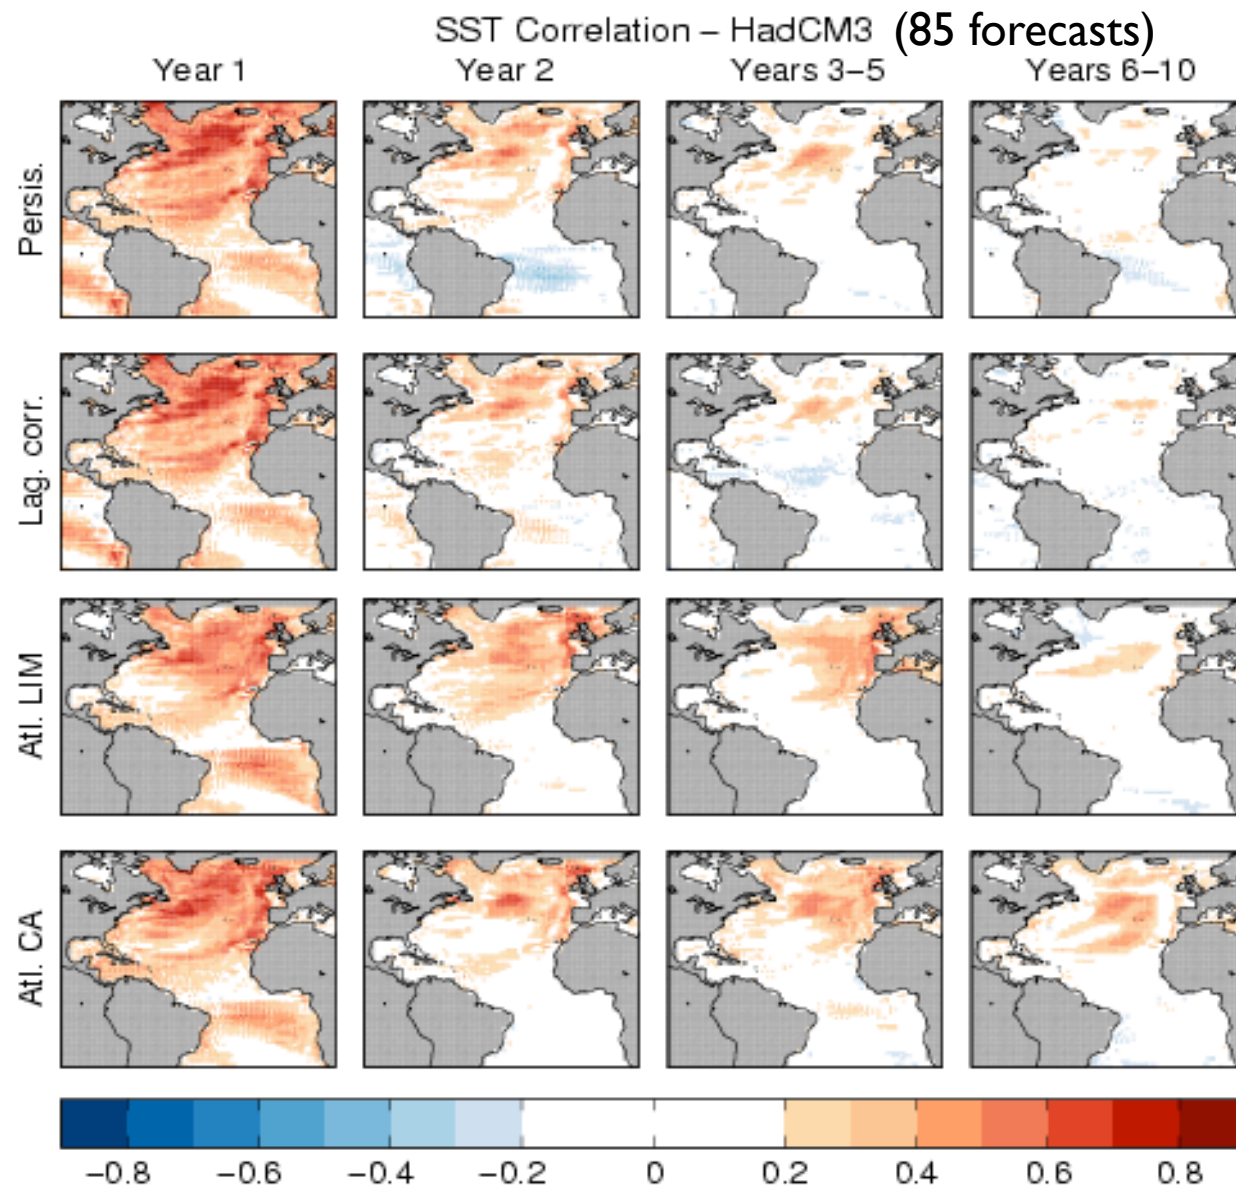 SST Correlation – HadCM3 (85 forecasts)
Year 1 Year 2 Years 3–5 Years 6–10
Persis.
Lag. corr.
Atl. LIM
Atl. CA
−0.8 −0.6 −0.4 −0.2 0 0.2 0.4 0.6 0.8